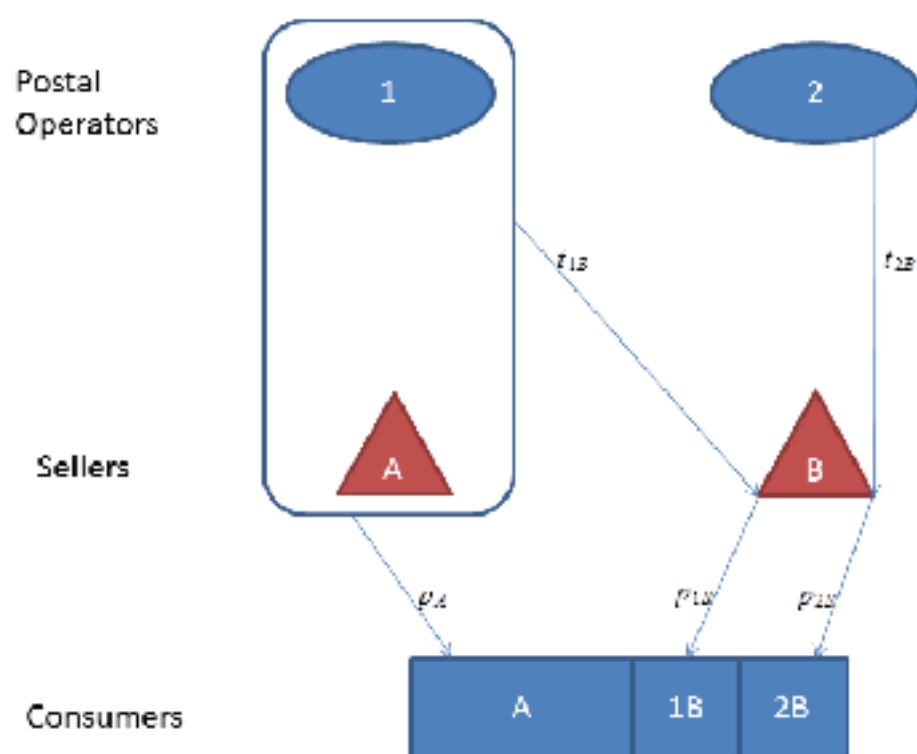 Postal
Operators
1
2
t1B
t2B
Sellers
A
B
pA
p1B
p2B
Consumers
A
1B
2B